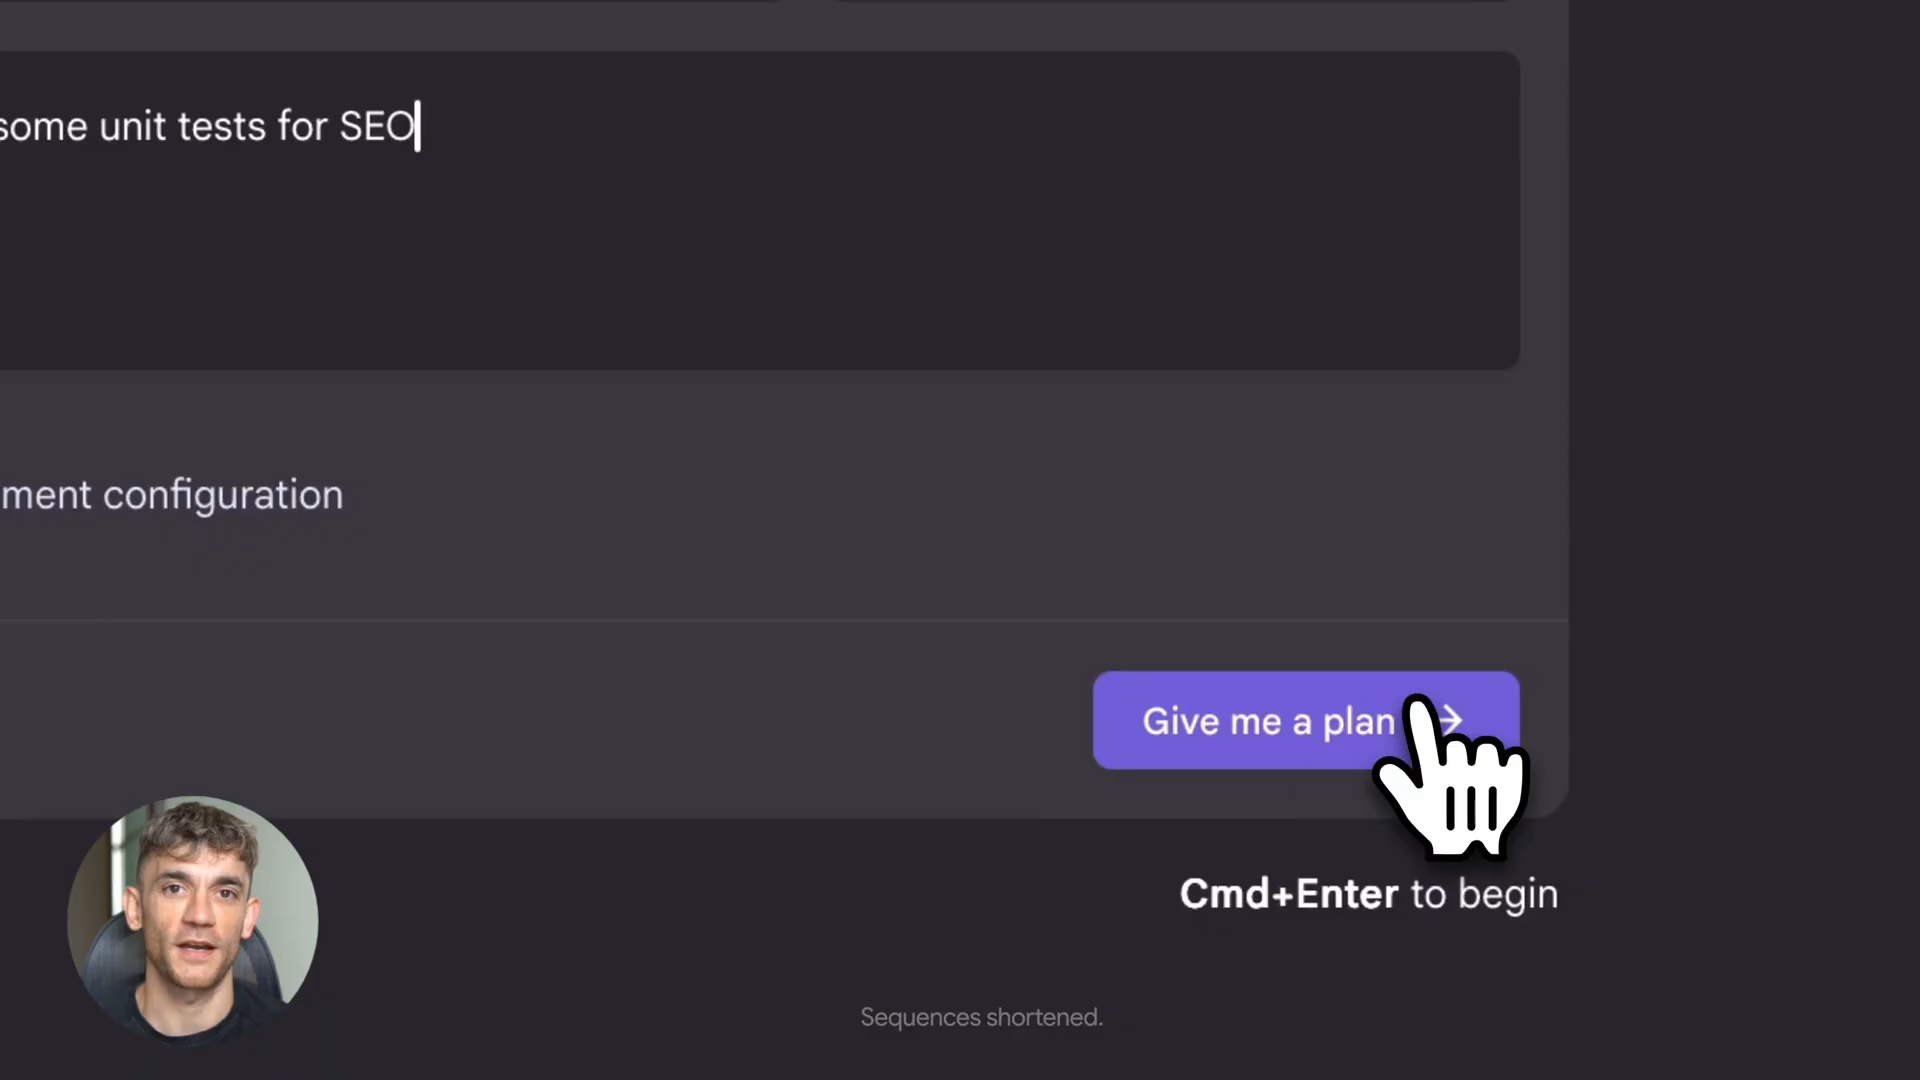 some unit tests for SEO
ment configuration
Give me a plan
Cmd+Enter to begin
Sequences shortened.